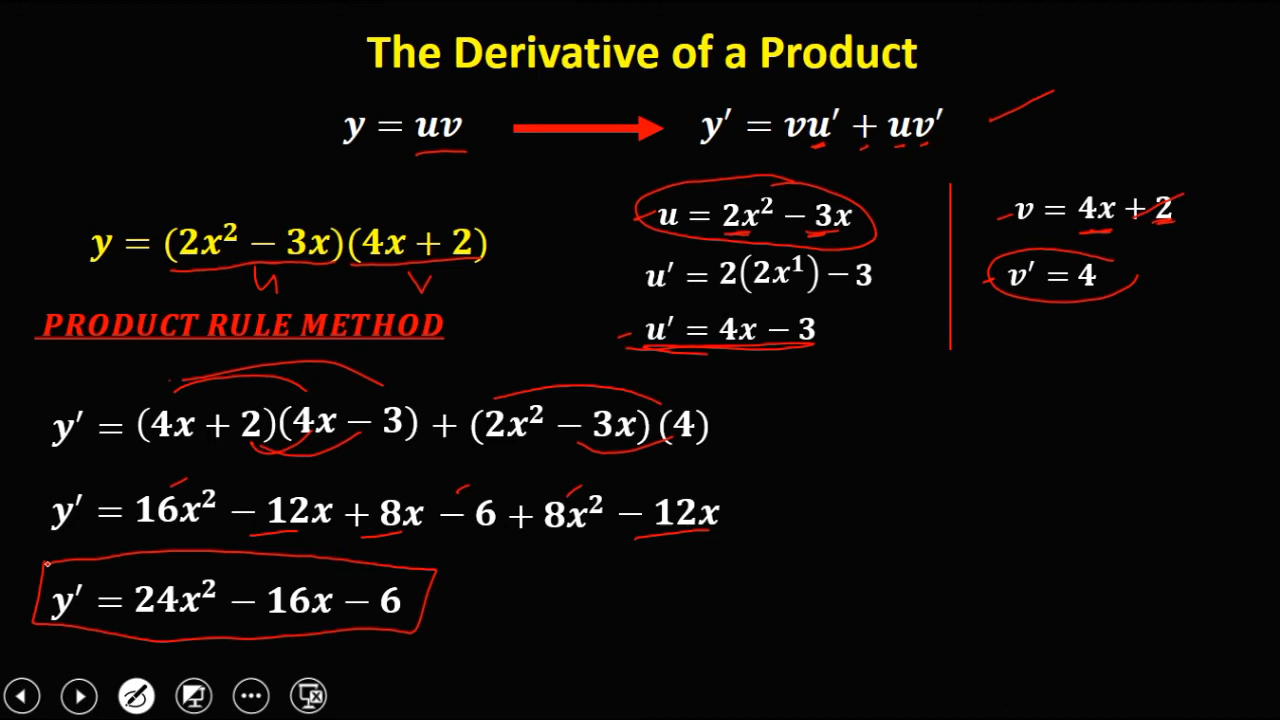 The Derivative of a Product
y = uv → y′ = vu′ + uv′
y = (2x² − 3x)(4x + 2)
u v
u = 2x² − 3x
u′ = 2(2x¹) − 3
u′ = 4x − 3
v = 4x + 2
v′ = 4
PRODUCT RULE METHOD
y′ = (4x + 2)(4x − 3) + (2x² − 3x)(4)
y′ = 16x² − 12x + 8x − 6 + 8x² − 12x
y′ = 24x² − 16x − 6